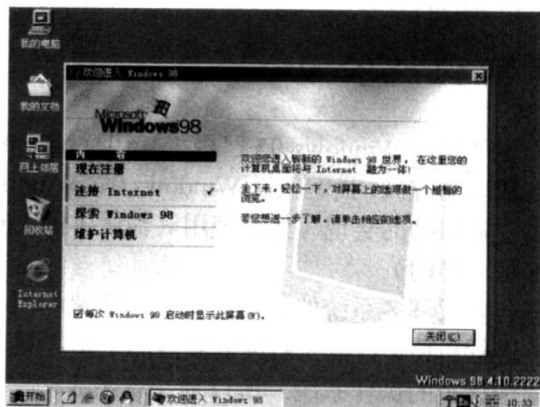 我的电脑
我的文档
网上邻居
回收站
Internet Explorer
欢迎进入 Windows 98
Microsoft
Windows98
内 容
现在注册
连接 Internet
探索 Windows 98
维护计算机
欢迎您进入崭新的 Windows 98 世界,在这里您的
计算机桌面将与 Internet 融为一体!
坐下来,轻松一下,对屏幕上的选项做一个粗略的
浏览。
若您想进一步了解,请单击相应的选项。
每次 Windows 98 启动时显示此屏幕(W)。
关闭(C)
Windows 98 4.10.2222
开始
欢迎进入 Windows 98
10:33